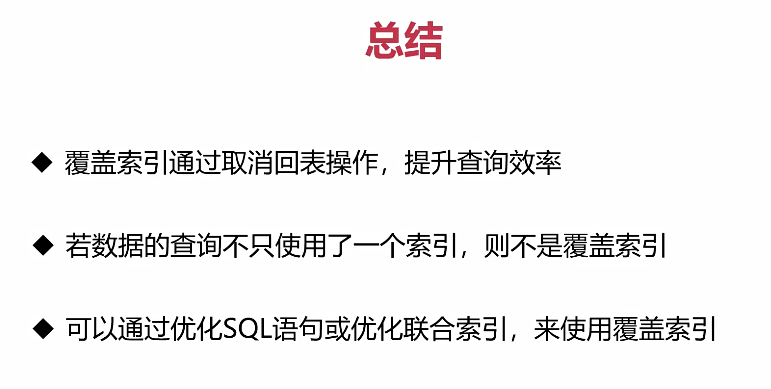 总结
◆ 覆盖索引通过取消回表操作，提升查询效率
◆ 若数据的查询不只使用了一个索引，则不是覆盖索引
◆ 可以通过优化SQL语句或优化联合索引，来使用覆盖索引